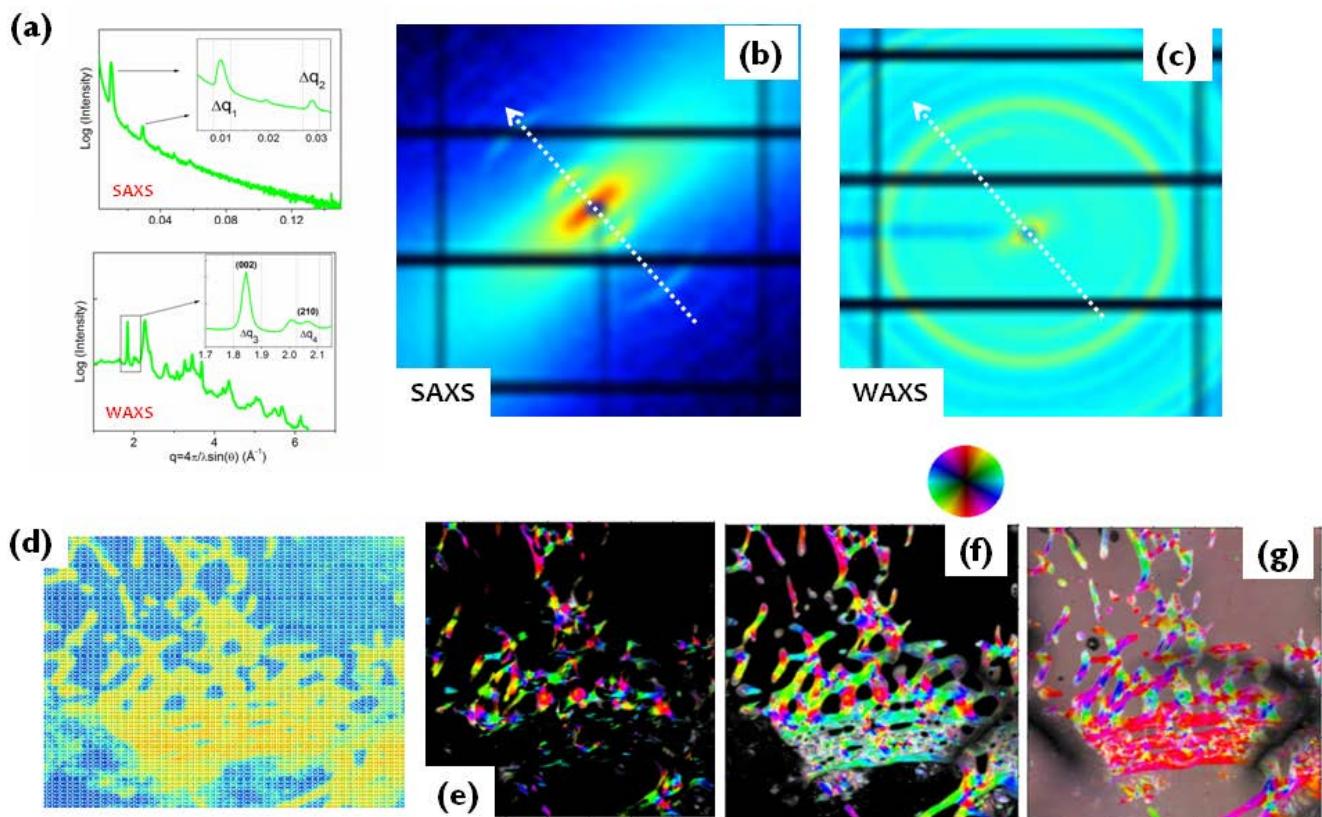 (a)
Log (Intensity)
Δq₁
Δq₂
0.01 0.02 0.03
SAXS
0.04 0.08 0.12
Log (Intensity)
(002)
(210)
Δq₃
Δq₄
1.7 1.8 1.9 2.0 2.1
WAXS
2 4 6
q=4π/λsin(θ) (Å⁻¹)
(b)
SAXS
(c)
WAXS
(d)
(e)
(f)
(g)